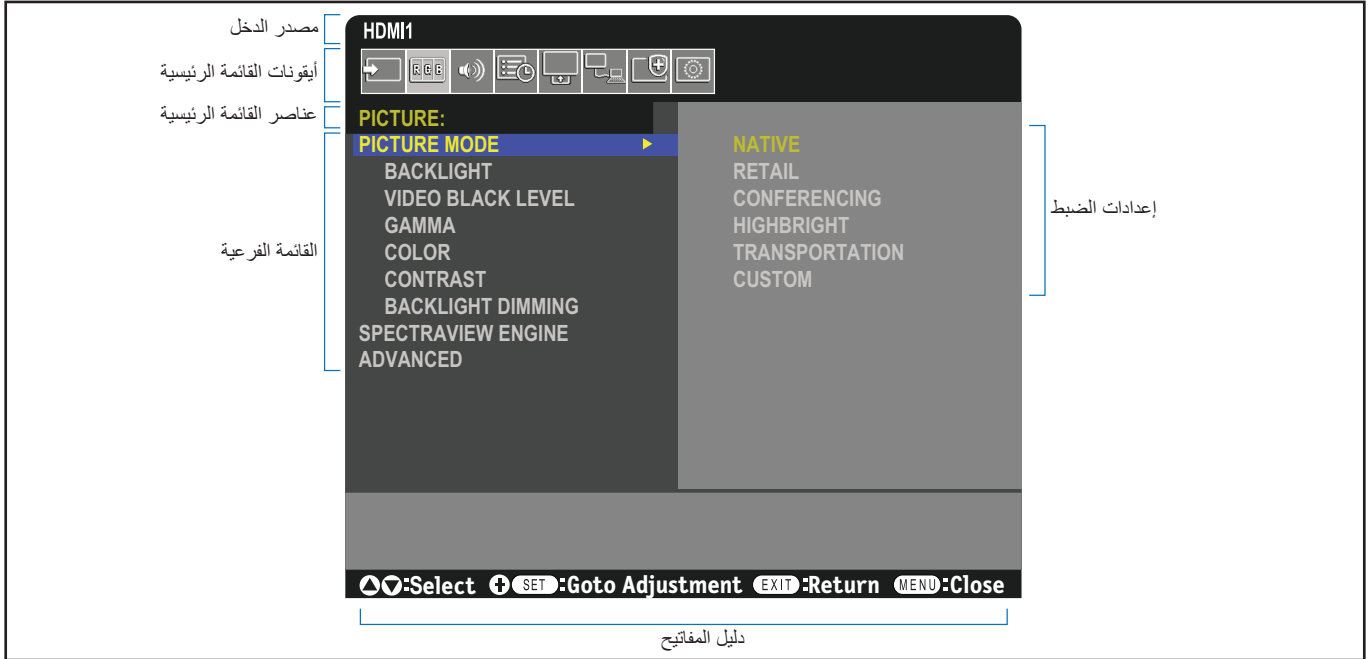 مصدر الدخل
HDMI1
أيقونات القائمة الرئيسية
RGB
عناصر القائمة الرئيسية
PICTURE:
القائمة الفرعية
PICTURE MODE
BACKLIGHT
VIDEO BLACK LEVEL
GAMMA
COLOR
CONTRAST
BACKLIGHT DIMMING
SPECTRAVIEW ENGINE
ADVANCED
NATIVE
RETAIL
CONFERENCING
HIGHBRIGHT
TRANSPORTATION
CUSTOM
إعدادات الضبط
:Select SET:Goto Adjustment EXIT:Return MENU:Close
دليل المفاتيح